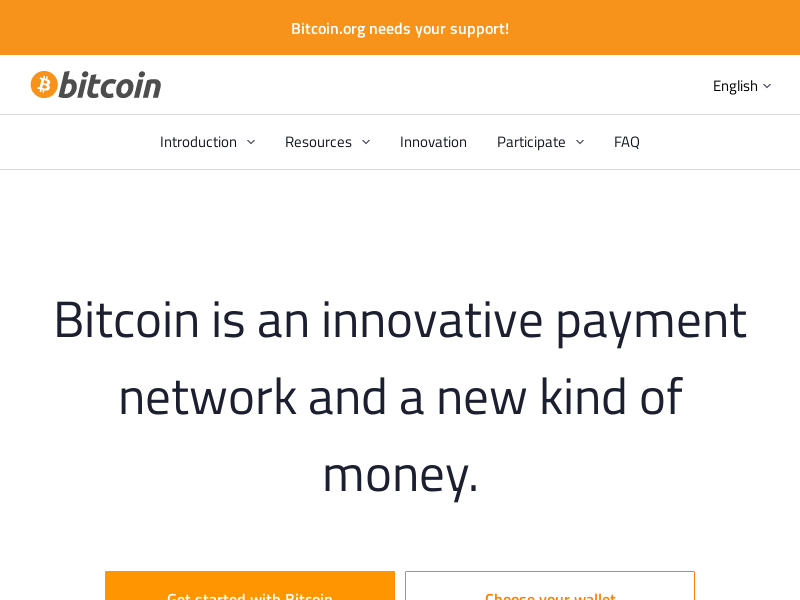 Bitcoin.org needs your support!
bitcoin
English
Introduction
Resources
Innovation
Participate
FAQ
Bitcoin is an innovative payment
network and a new kind of
money.
Get started with Bitcoin
Choose your wallet